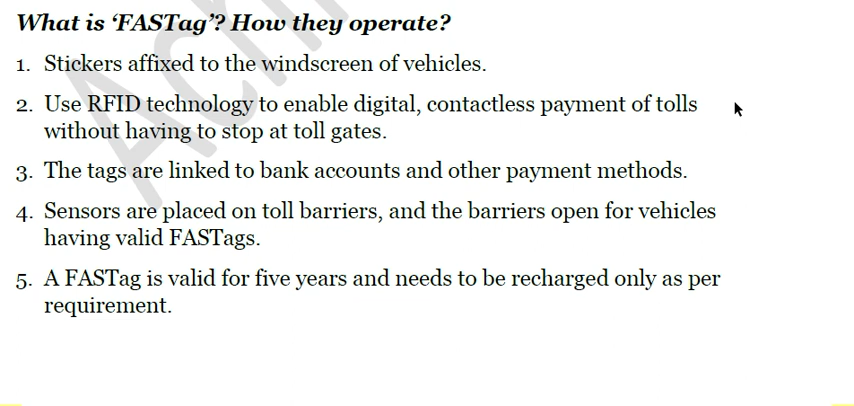 What is ‘FASTag’? How they operate?
1. Stickers affixed to the windscreen of vehicles.
2. Use RFID technology to enable digital, contactless payment of tolls
without having to stop at toll gates.
3. The tags are linked to bank accounts and other payment methods.
4. Sensors are placed on toll barriers, and the barriers open for vehicles
having valid FASTags.
5. A FASTag is valid for five years and needs to be recharged only as per
requirement.